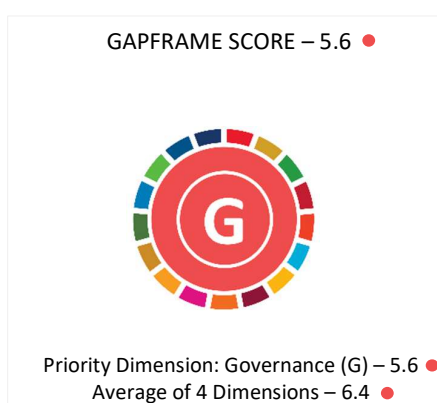 GAPFRAME SCORE – 5.6
G
Priority Dimension: Governance (G) – 5.6
Average of 4 Dimensions – 6.4